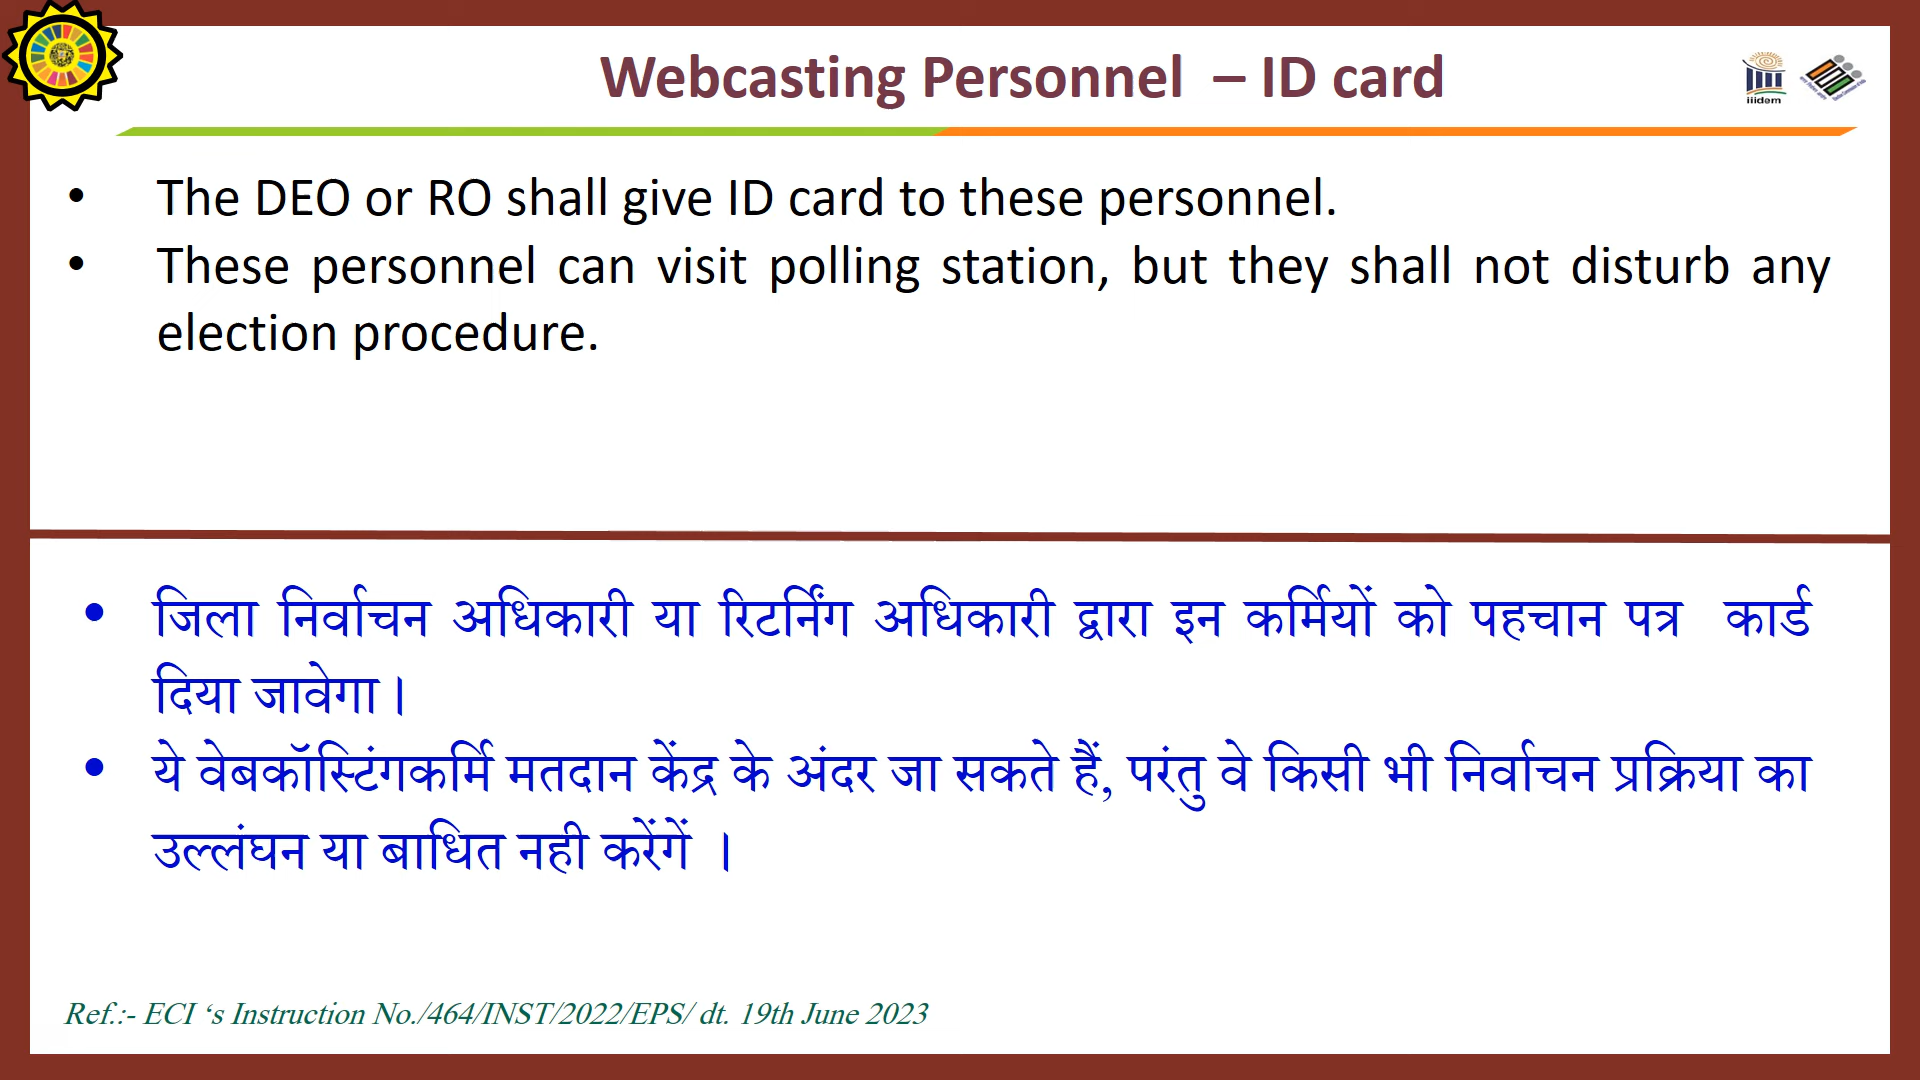 Webcasting Personnel – ID card
iiidem
• The DEO or RO shall give ID card to these personnel.
• These personnel can visit polling station, but they shall not disturb any
election procedure.
• जिला निर्वाचन अधिकारी या रिटर्निंग अधिकारी द्वारा इन कर्मियों को पहचान पत्र कार्ड
दिया जावेगा।
• ये वेबकॉस्टिंगकर्मि मतदान केंद्र के अंदर जा सकते हैं, परंतु वे किसी भी निर्वाचन प्रक्रिया का
उल्लंघन या बाधित नही करेंगें ।
Ref.:- ECI ‘s Instruction No./464/INST/2022/EPS/ dt. 19th June 2023